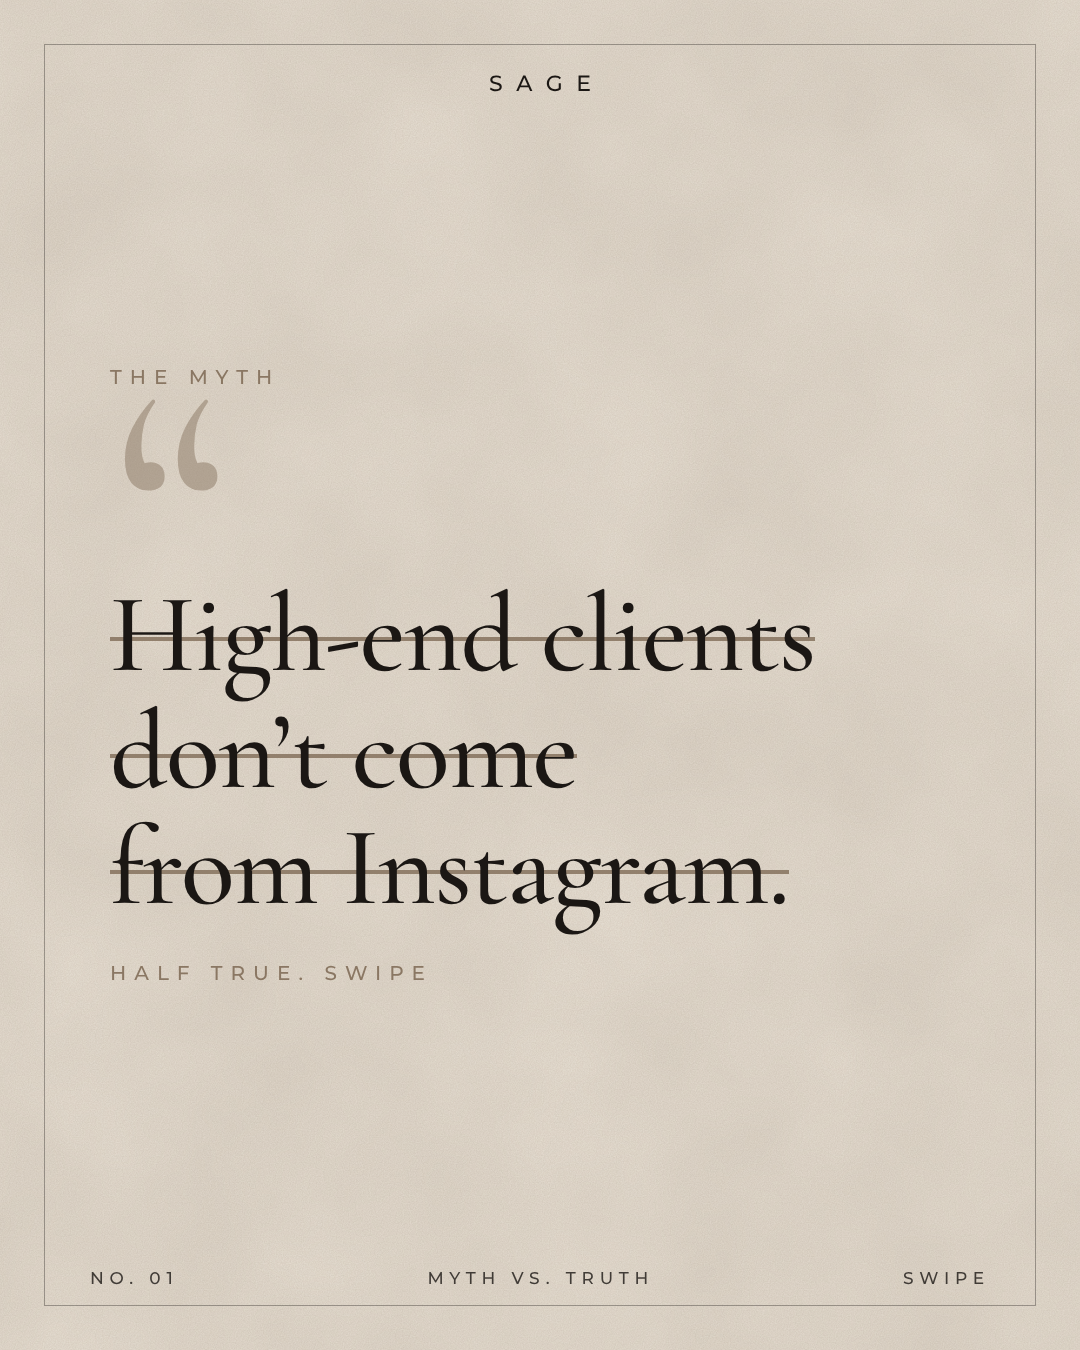 SAGE
THE MYTH
“
High-end clients
don’t come
from Instagram.
HALF TRUE. SWIPE
NO. 01
MYTH VS. TRUTH
SWIPE